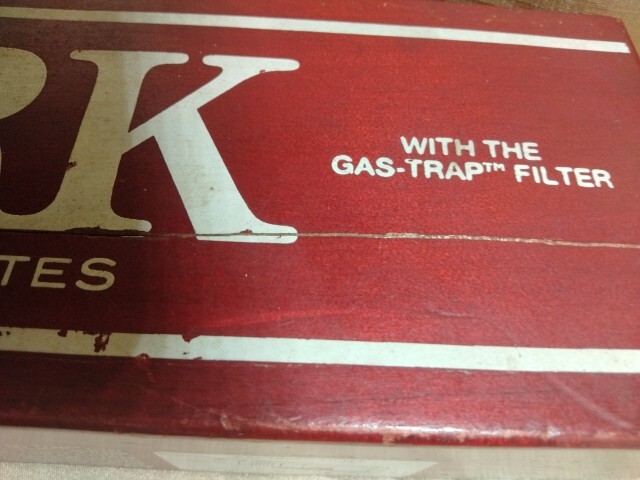 RK
WITH THE
GAS-TRAP™ FILTER
TES